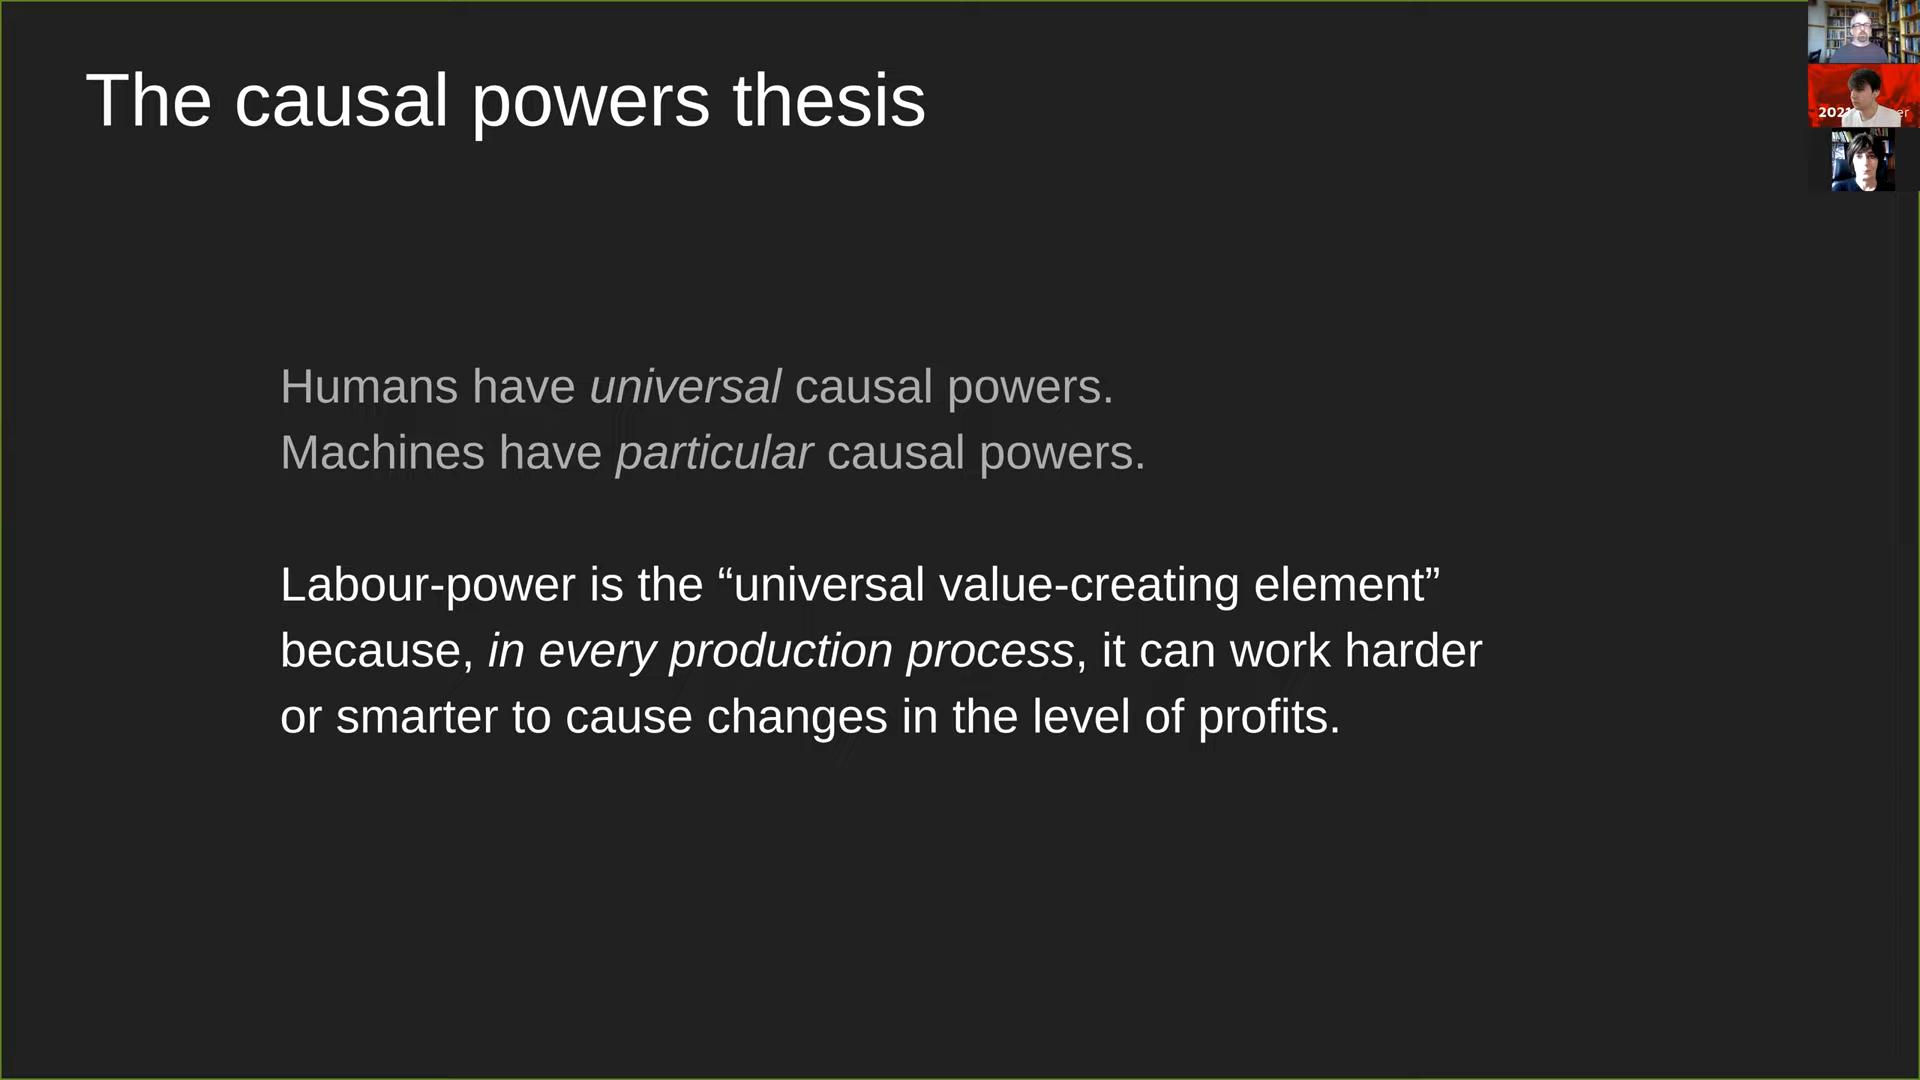 The causal powers thesis
Humans have universal causal powers.
Machines have particular causal powers.
Labour-power is the “universal value-creating element”
because, in every production process, it can work harder
or smarter to cause changes in the level of profits.